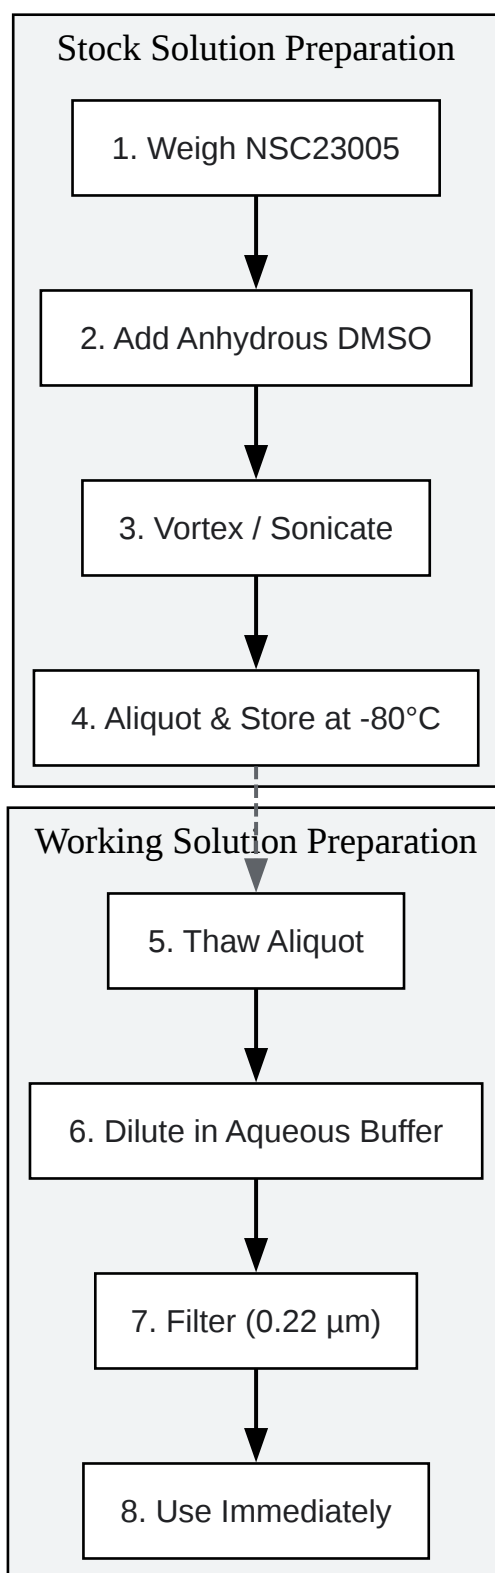 Stock Solution Preparation
1. Weigh NSC23005
2. Add Anhydrous DMSO
3. Vortex / Sonicate
4. Aliquot & Store at -80°C
Working Solution Preparation
5. Thaw Aliquot
6. Dilute in Aqueous Buffer
7. Filter (0.22 µm)
8. Use Immediately